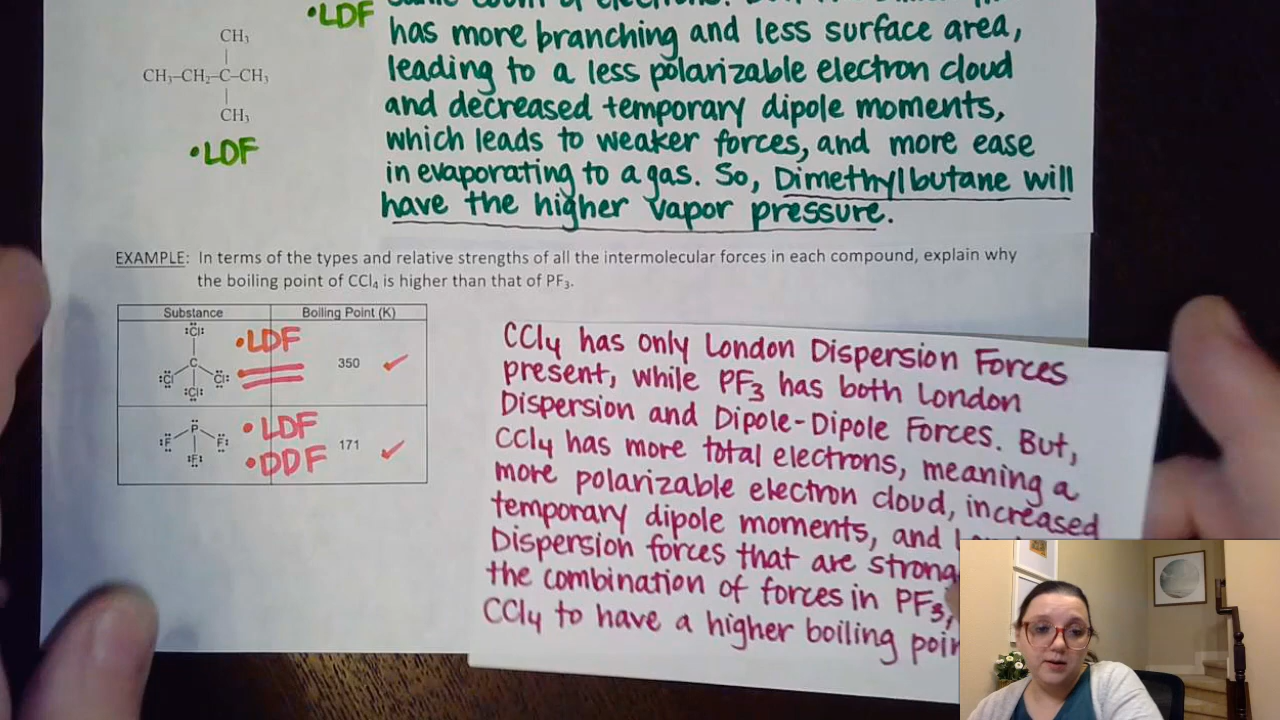 •LDF
has more branching and less surface area,
leading to a less polarizable electron cloud
and decreased temporary dipole moments,
which leads to weaker forces, and more ease
in evaporating to a gas. So, Dimethylbutane will
have the higher vapor pressure.
CH₃
CH₃–CH₂–C–CH₃
CH₃
•LDF
EXAMPLE: In terms of the types and relative strengths of all the intermolecular forces in each compound, explain why
the boiling point of CCl₄ is higher than that of PF₃.
Substance Boiling Point (K)
:Cl:
•LDF
C
350 ✓
:Cl Cl:
:Cl:
• LDF
P
171 ✓
:F F:
•DDF
:F:
CCl4 has only London Dispersion Forces
present, while PF3 has both London
Dispersion and Dipole-Dipole Forces. But,
CCl4 has more total electrons, meaning a
more polarizable electron cloud, increased
temporary dipole moments, and
Dispersion forces that are
the combination of forces in PF3,
CCl4 to have a higher boiling